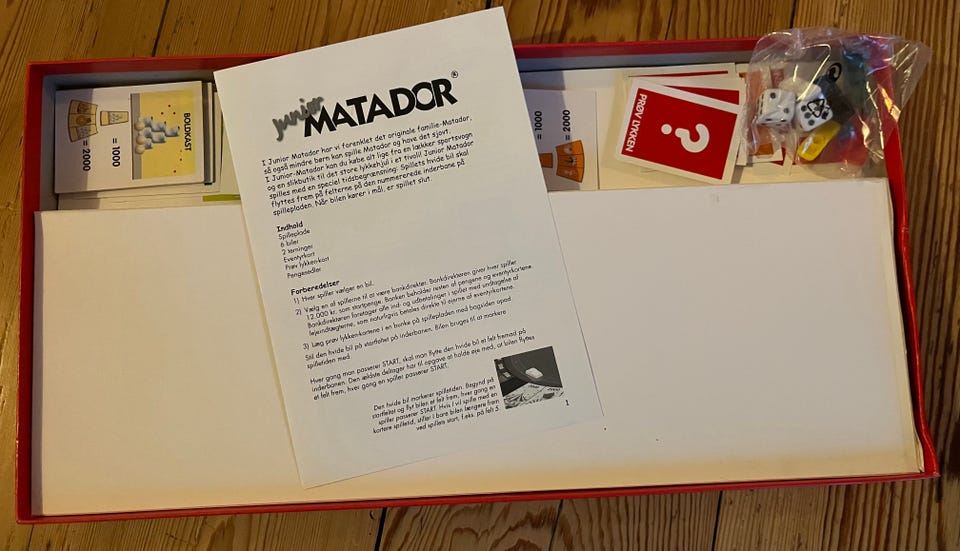 = 2000
= 1000
BOLDKAST
junior
MATADOR®
I Junior Matador har vi forenklet det originale familie-Matador,
så også mindre børn kan spille Matador og have det sjovt.
I Junior-Matador kan du købe alt lige fra en lækker sportsvogn
og en slikbutik til det store lykkehjul i et tivoli! Junior Matador
spilles med en speciel tidsbegrænsning: Spillets hvide bil skal
flyttes frem på felterne på den nummererede inderbane på
spillepladen. Når bilen kører i mål, er spillet slut.
Indhold
Spilleplade
6 biler
2 terninger
Eventyrkort
Prøv lykken-kort
Pengesedler
Forberedelser
1) Hver spiller vælger en bil.
2) Vælg en af spillerne til at være bankdirektør. Bankdirektøren giver hver spiller
12.000 kr. som startpenge. Banken beholder resten af pengene og eventyrkortene.
Bankdirektøren foretager alle ind- og udbetalinger i spillet med undtagelse af
lejeindtægterne, som naturligvis betales direkte til ejerne af eventyrkortene.
3) Læg prøv lykken-kortene i en bunke på spillepladen med bagsiden opad.
Stil den hvide bil på startfeltet på inderbanen. Bilen bruges til at markere
spilletiden med.
Hver gang man passerer START, skal man flytte den hvide bil et felt fremad på
inderbanen. Den ældste deltager har til opgave at holde øje med, at bilen flyttes
et felt frem, hver gang en spiller passerer START.
Den hvide bil markerer spilletiden. Begynd på
startfeltet og flyt bilen et felt frem, hver gang en
spiller passerer START. Hvis I vil spille med en
kortere spilletid, stiller I bare bilen længere frem
ved spillets start, f.eks. på felt 5.
1
= 1000
= 2000
PRØV LYKKEN
?